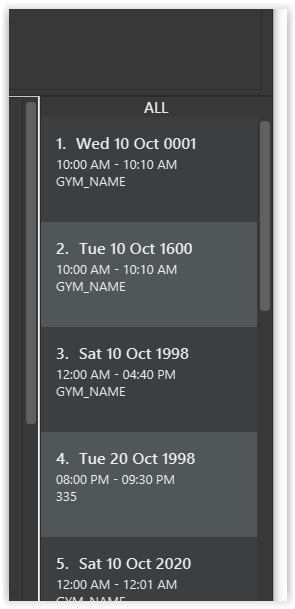 ALL
1. Wed 10 Oct 0001
10:00 AM - 10:10 AM
GYM_NAME
2. Tue 10 Oct 1600
10:00 AM - 10:10 AM
GYM_NAME
3. Sat 10 Oct 1998
12:00 AM - 04:40 PM
GYM_NAME
4. Tue 20 Oct 1998
08:00 PM - 09:30 PM
335
5. Sat 10 Oct 2020
12:00 AM - 12:01 AM
GYM_NAME